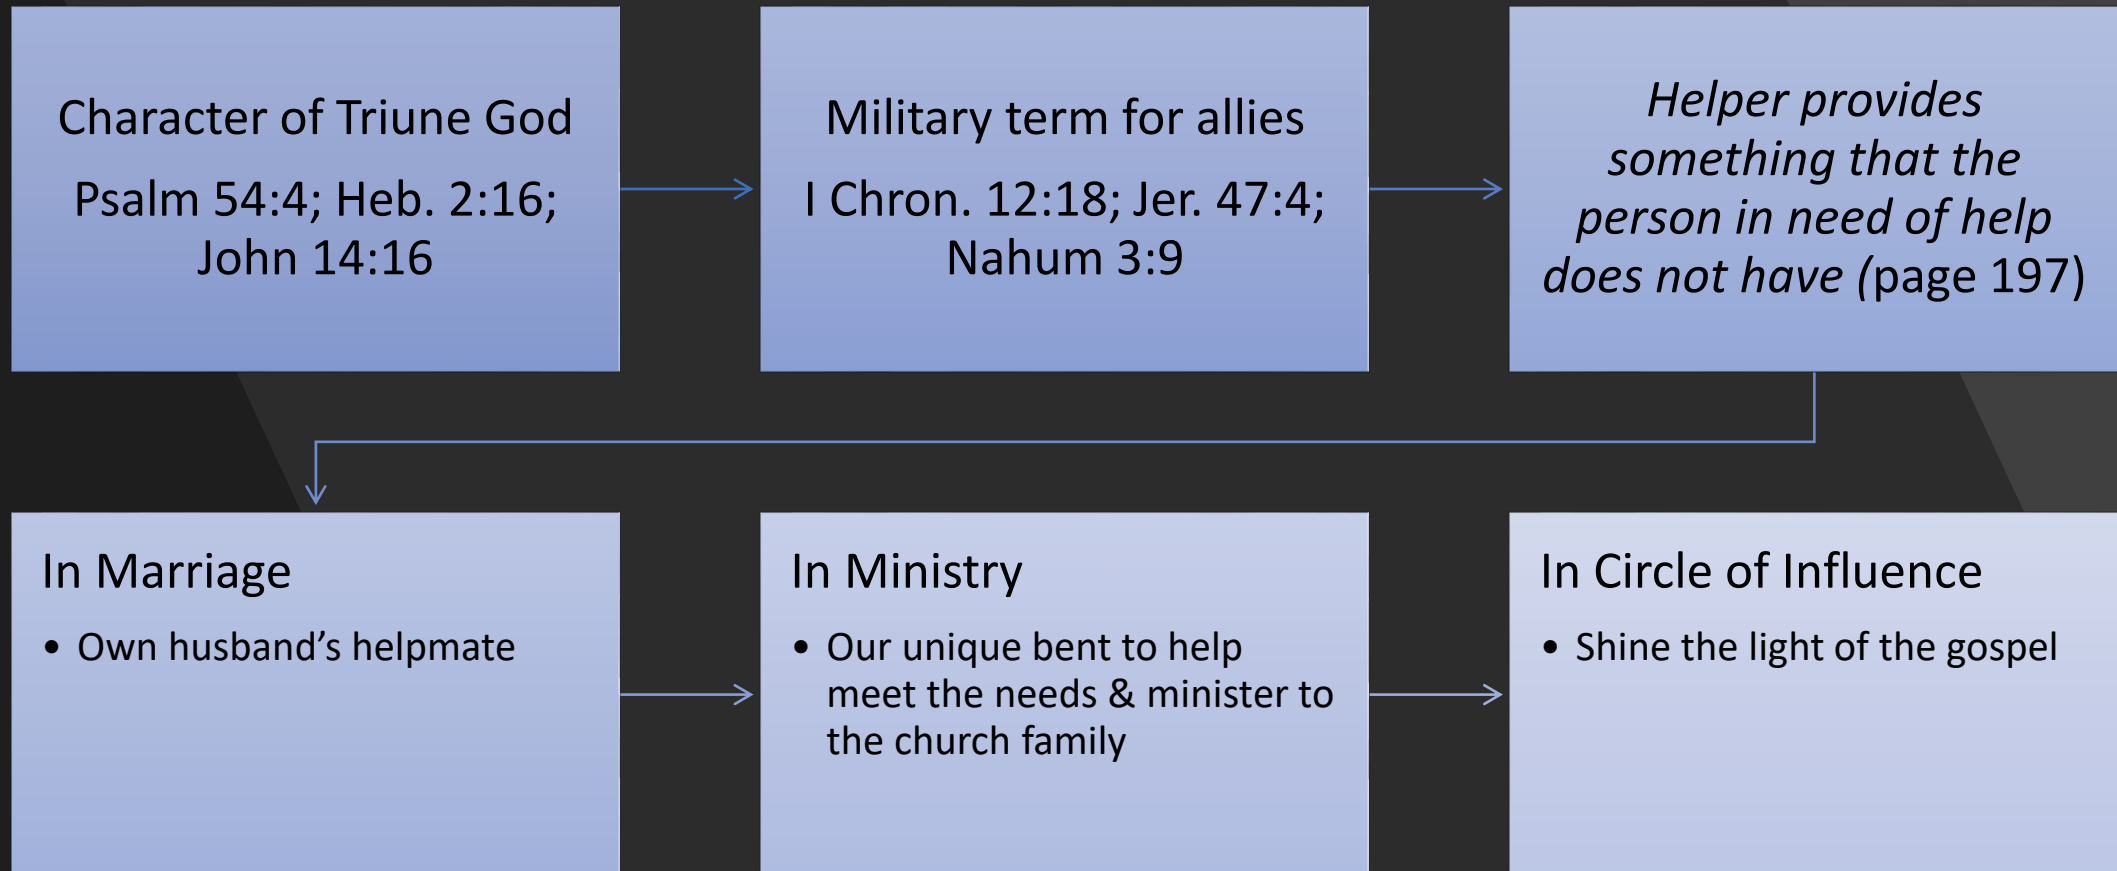 Character of Triune God
Psalm 54:4; Heb. 2:16;
John 14:16
Military term for allies
I Chron. 12:18; Jer. 47:4;
Nahum 3:9
Helper provides
something that the
person in need of help
does not have (page 197)
In Marriage
• Own husband’s helpmate
In Ministry
• Our unique bent to help
meet the needs & minister to
the church family
In Circle of Influence
• Shine the light of the gospel